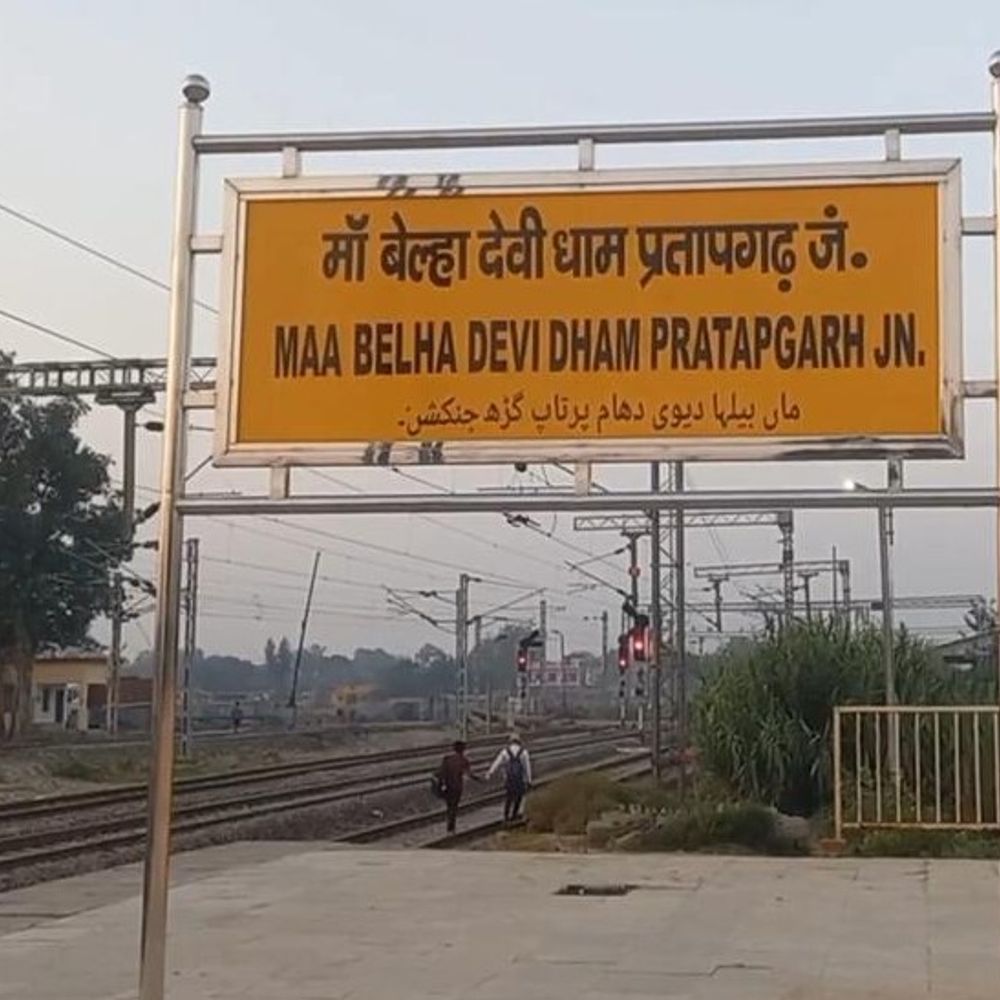 माँ बेल्हा देवी धाम प्रतापगढ़ जं.
MAA BELHA DEVI DHAM PRATAPGARH JN.
ماں بیلہا دیوی دھام پرتاپ گڑھ جنکشن۔